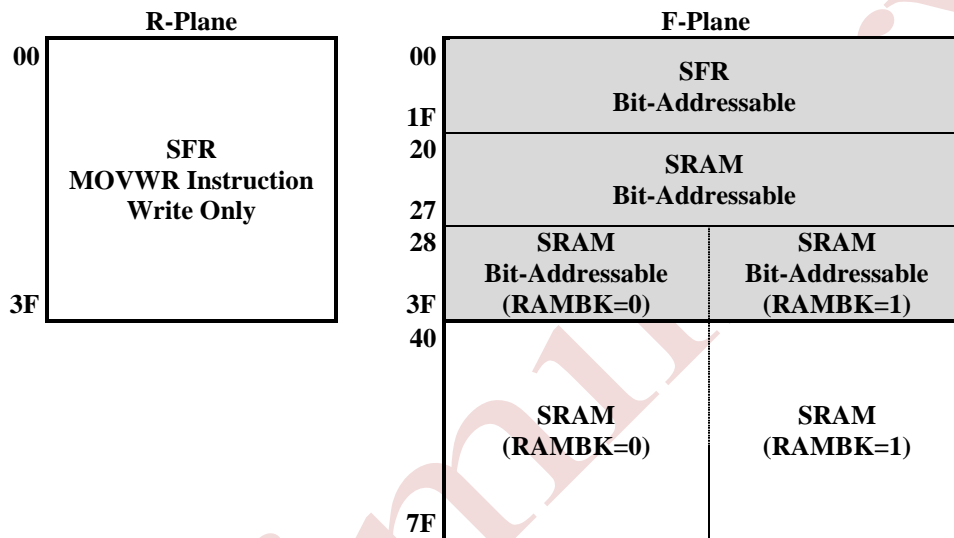 R-Plane
00
SFR
MOVWR Instruction
Write Only
3F
F-Plane
00
SFR
Bit-Addressable
1F
20
SRAM
Bit-Addressable
27
28
SRAM
Bit-Addressable
(RAMBK=0)
SRAM
Bit-Addressable
(RAMBK=1)
3F
40
SRAM
(RAMBK=0)
SRAM
(RAMBK=1)
7F